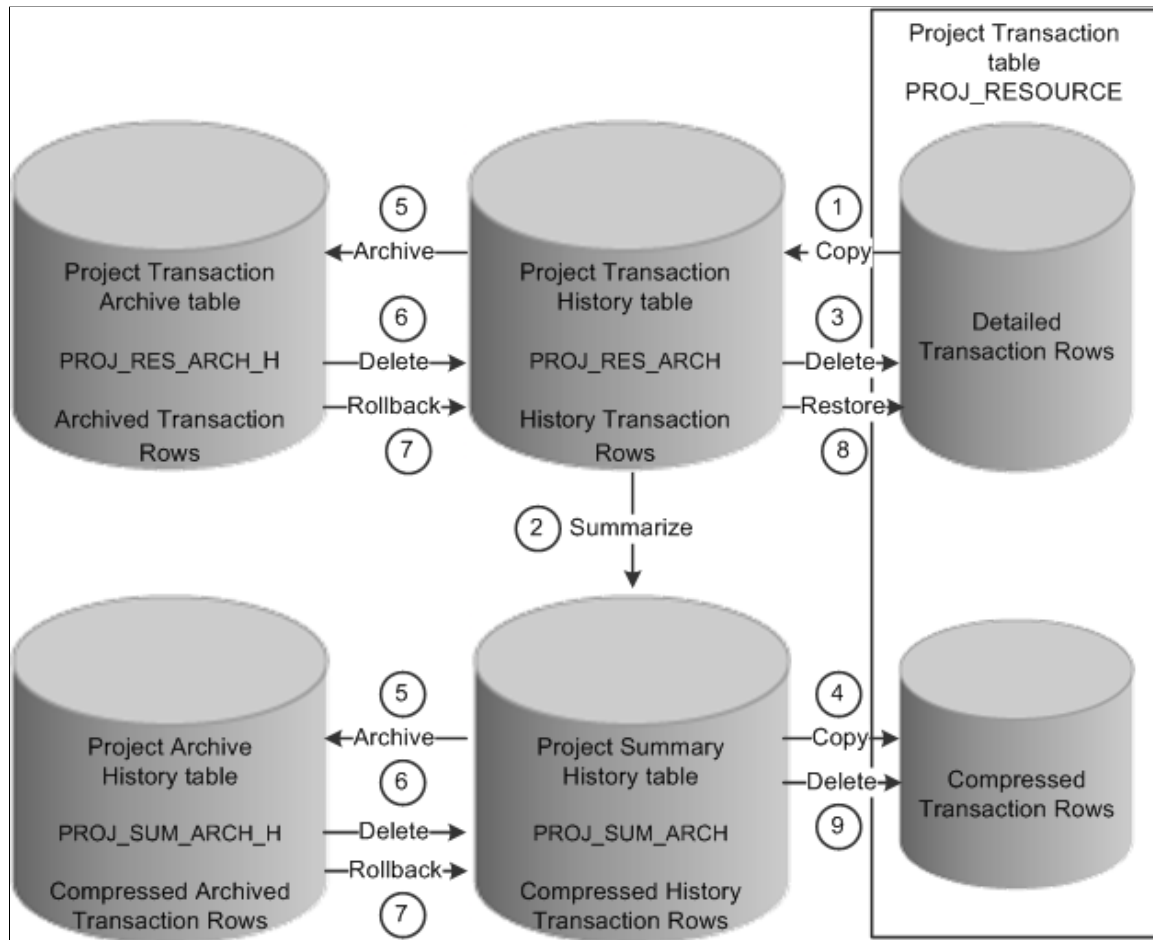 Project Transaction
table
PROJ_RESOURCE
5
Archive
1
Copy
Project Transaction
Archive table
PROJ_RES_ARCH_H
Archived Transaction
Rows
6
Delete
Rollback
7
Project Transaction
History table
PROJ_RES_ARCH
History Transaction
Rows
3
Delete
Restore
8
Detailed
Transaction Rows
2
Summarize
5
Archive
4
Copy
Project Archive
History table
PROJ_SUM_ARCH_H
Compressed Archived
Transaction Rows
6
Delete
Rollback
7
Project Summary
History table
PROJ_SUM_ARCH
Compressed History
Transaction Rows
Delete
9
Compressed
Transaction Rows